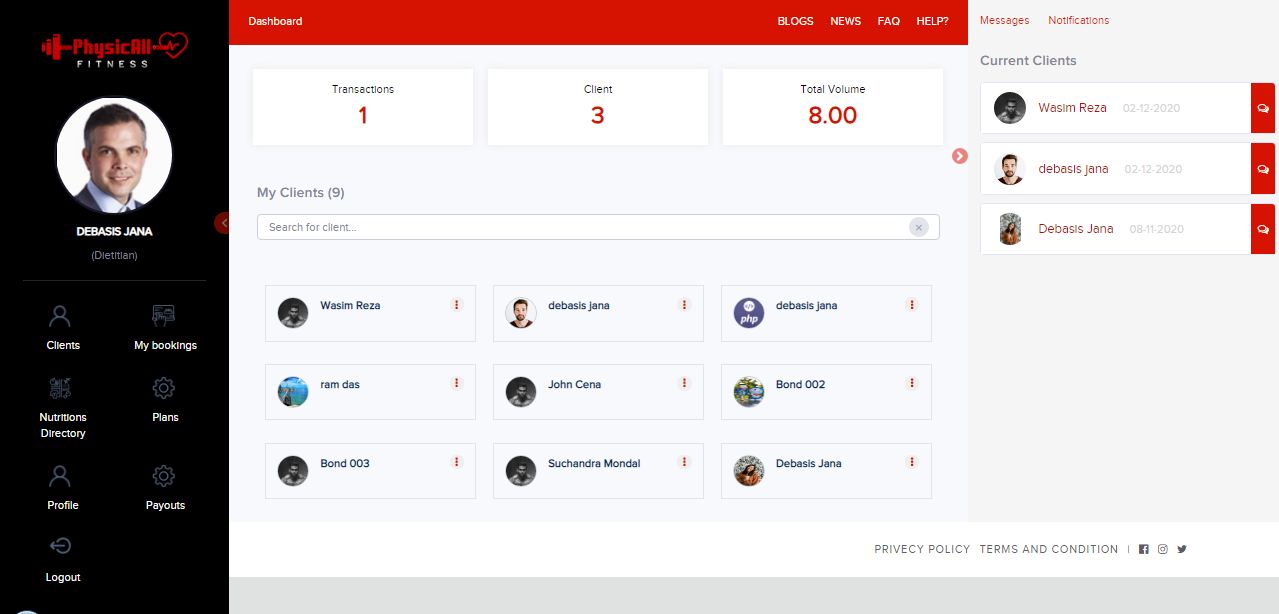 PhysicAll
FITNESS
DEBASIS JANA
(Dietitian)
Clients
My bookings
Nutritions
Directory
Plans
Profile
Payouts
Logout
Dashboard
BLOGS
NEWS
FAQ
HELP?
Transactions
1
Client
3
Total Volume
8.00
My Clients (9)
Search for client...
Wasim Reza
debasis jana
php
debasis jana
ram das
John Cena
Bond 002
Bond 003
Suchandra Mondal
Debasis Jana
Messages
Notifications
Current Clients
Wasim Reza 02-12-2020
debasis jana 02-12-2020
Debasis Jana 08-11-2020
PRIVECY POLICY TERMS AND CONDITION |